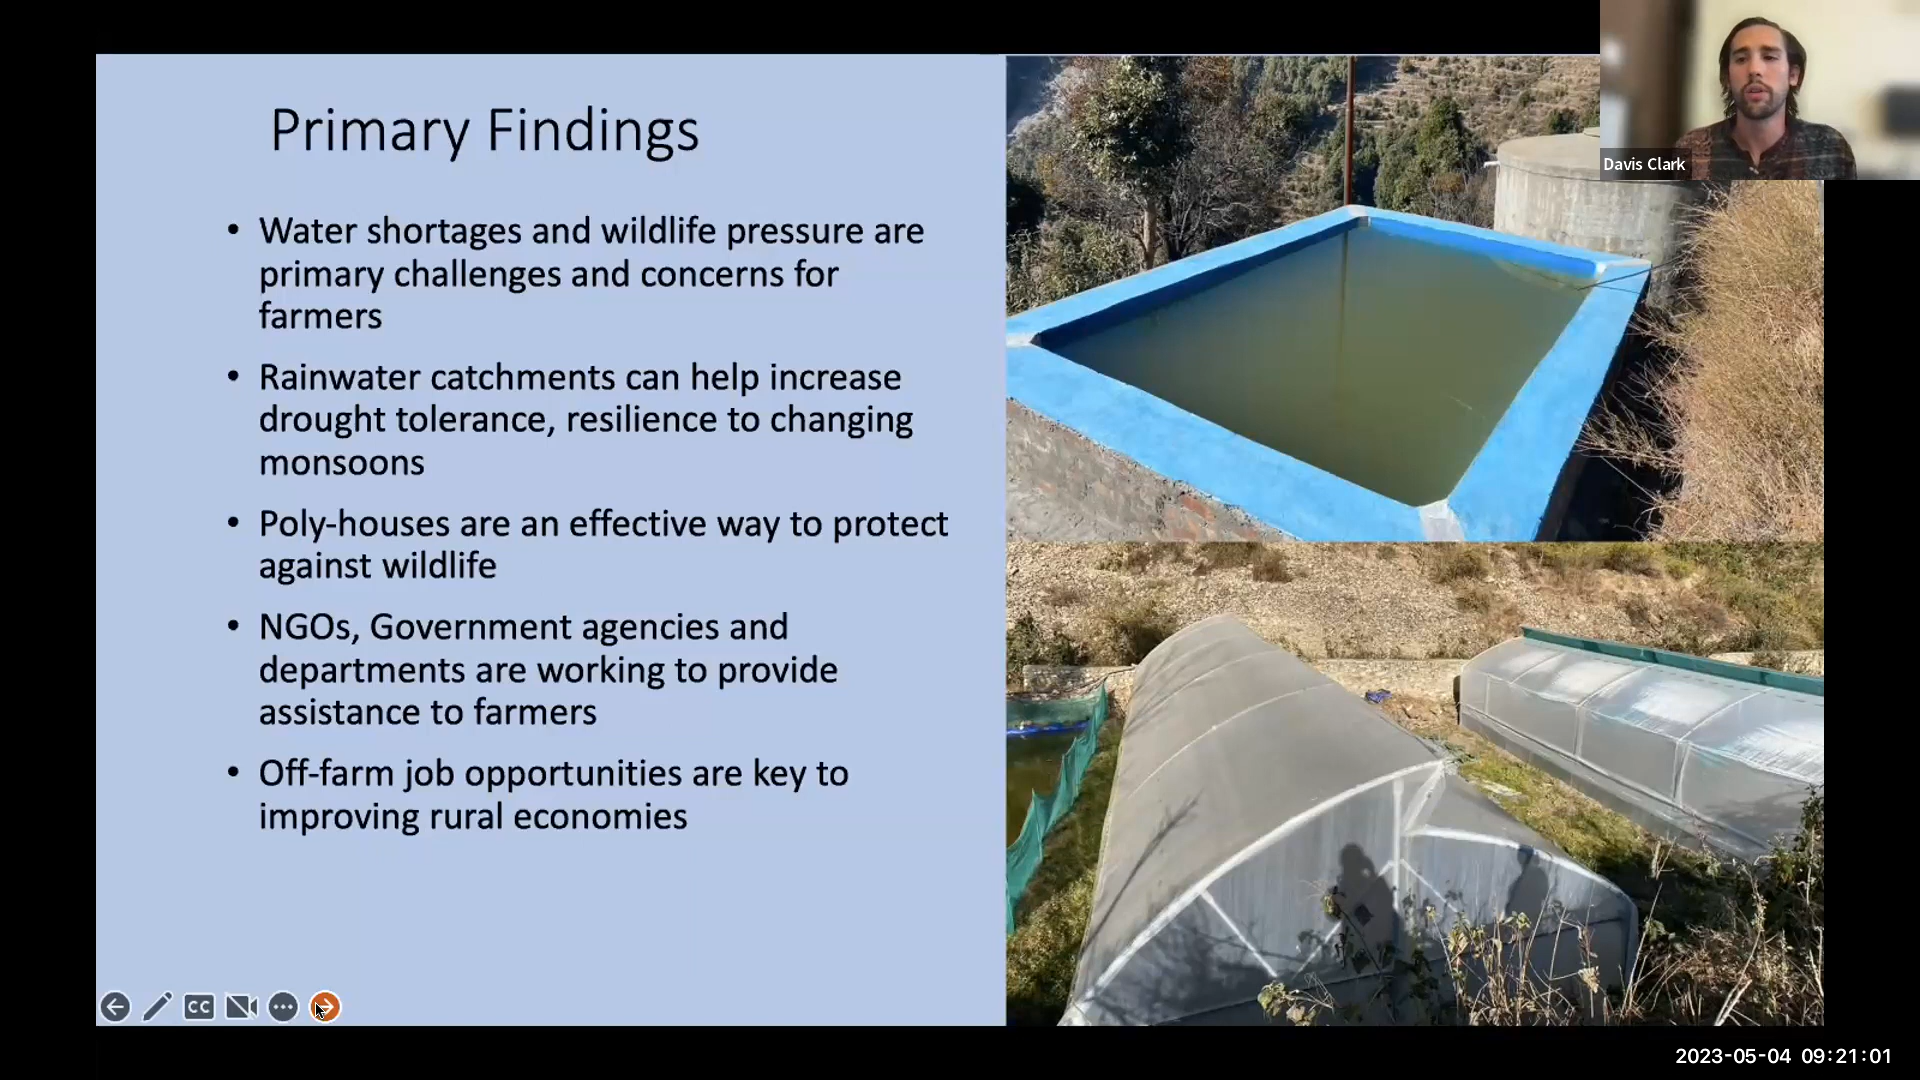 Primary Findings
• Water shortages and wildlife pressure are
primary challenges and concerns for
farmers
• Rainwater catchments can help increase
drought tolerance, resilience to changing
monsoons
• Poly-houses are an effective way to protect
against wildlife
• NGOs, Government agencies and
departments are working to provide
assistance to farmers
• Off-farm job opportunities are key to
improving rural economies
Davis Clark
CC
2023-05-04 09:21:01